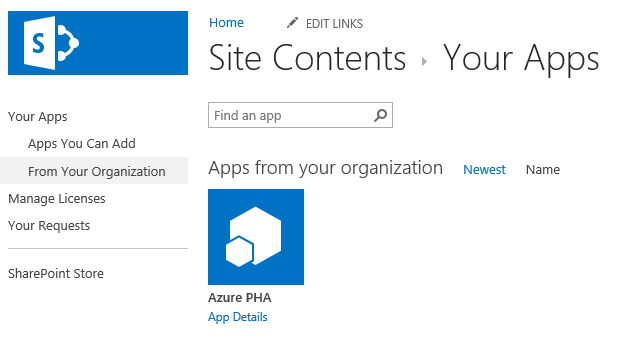 Home EDIT LINKS
Site Contents Your Apps
Find an app
Your Apps
Apps You Can Add
From Your Organization
Manage Licenses
Your Requests
SharePoint Store
Apps from your organization Newest Name
Azure PHA
App Details